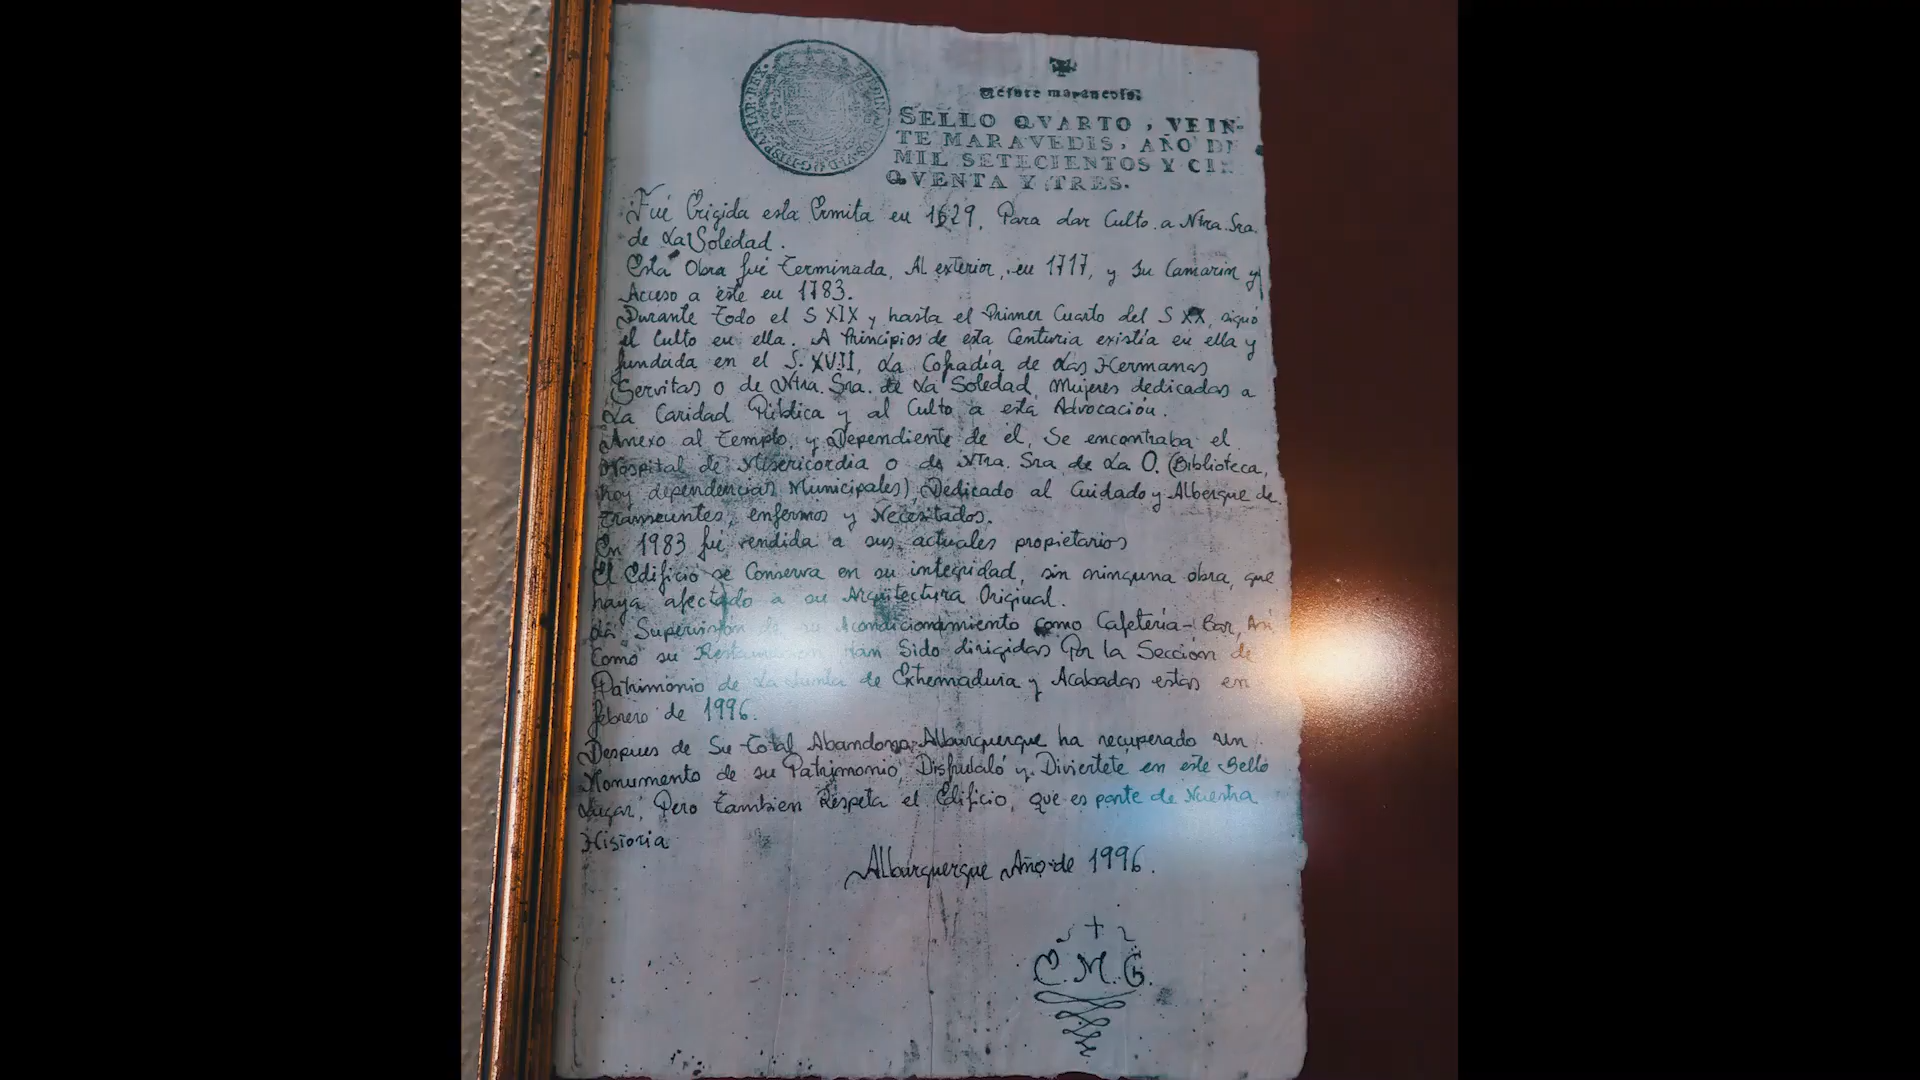 Veinte maravedis.
SELLO QVARTO, VEIN-
TE MARAVEDIS, AÑO DE
MIL SETECIENTOS Y CIN
QVENTA Y TRES.
Fué Erigida esta Ermita en 1629, Para dar Culto a Ntra. Sra.
de La Soledad.
Esta Obra fué Terminada, Al exterior, en 1717, y su Camarin y
Acceso a este en 1783.
Durante Todo el S XIX y hasta el Primer Cuarto del S XX, siguió
el Culto en ella. A Principios de esta Centuria existía en ella y
fundada en el S. XVII, La Cofradía de Las Hermanas
Servitas o de Ntra. Sra. de La Soledad, Mujeres dedicadas a
La Caridad Pública y al Culto a esta Advocación.
Anexo al Templo, y Dependiente de él, Se encontraba el
Hospital de Misericordia o de Ntra. Sra de La O. (Biblioteca,
hoy dependencias Municipales), Dedicado al Cuidado y Albergue de
Transeuntes, enfermos y Necesitados.
En 1983 fué vendida a sus actuales propietarios
El Edificio se Conserva en su integridad, sin ninguna obra, que
haya afectado a su Arquitectura Original.
La Supervisión de su Acondicionamiento como Cafetería-Bar, Así
Como su Restauración Han Sido dirigidas Por la Sección de
Patrimonio de La Junta de Extremadura y Acabadas estas en
febrero de 1996.
Despues de Su Total Abandono, Alburquerque ha recuperado un
Monumento de su Patrimonio, Disfrutaló y Diviertete en este Bello
Lugar, Pero Tambien Respeta el Edificio, que es parte de Nuestra
Historia
Alburquerque Año de 1996.
E.M.G.